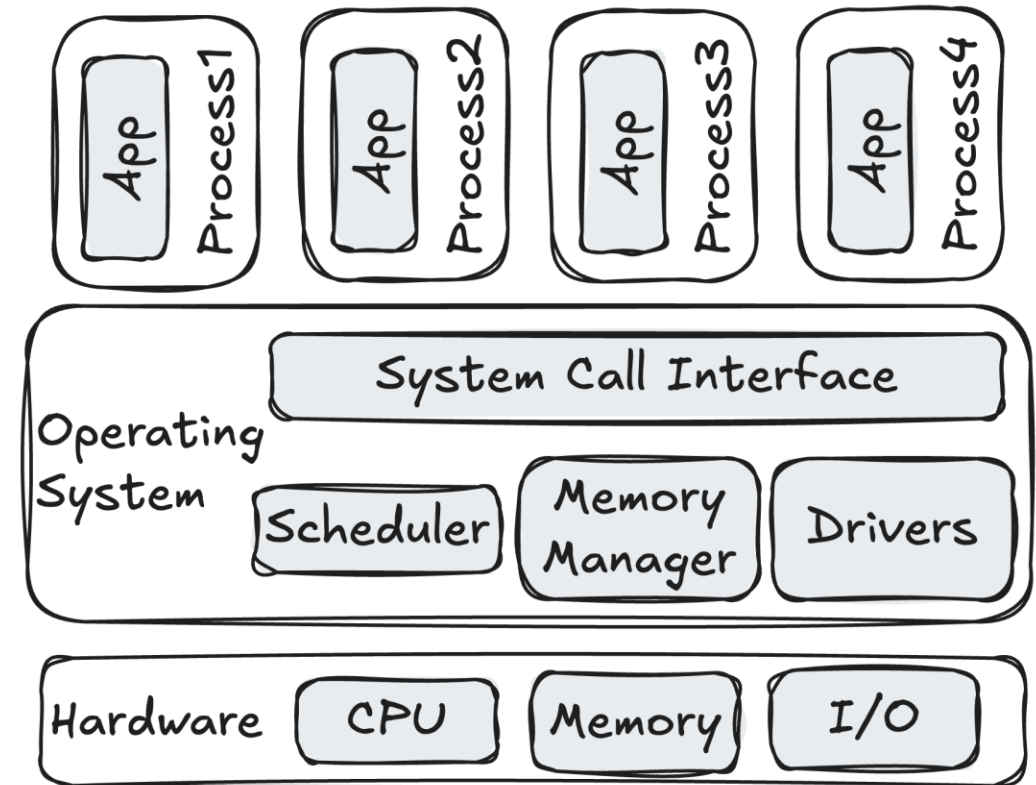 App
Process1
App
Process2
App
Process3
App
Process4
System Call Interface
Operating
System
Scheduler
Memory
Manager
Drivers
Hardware
CPU
Memory
I/O